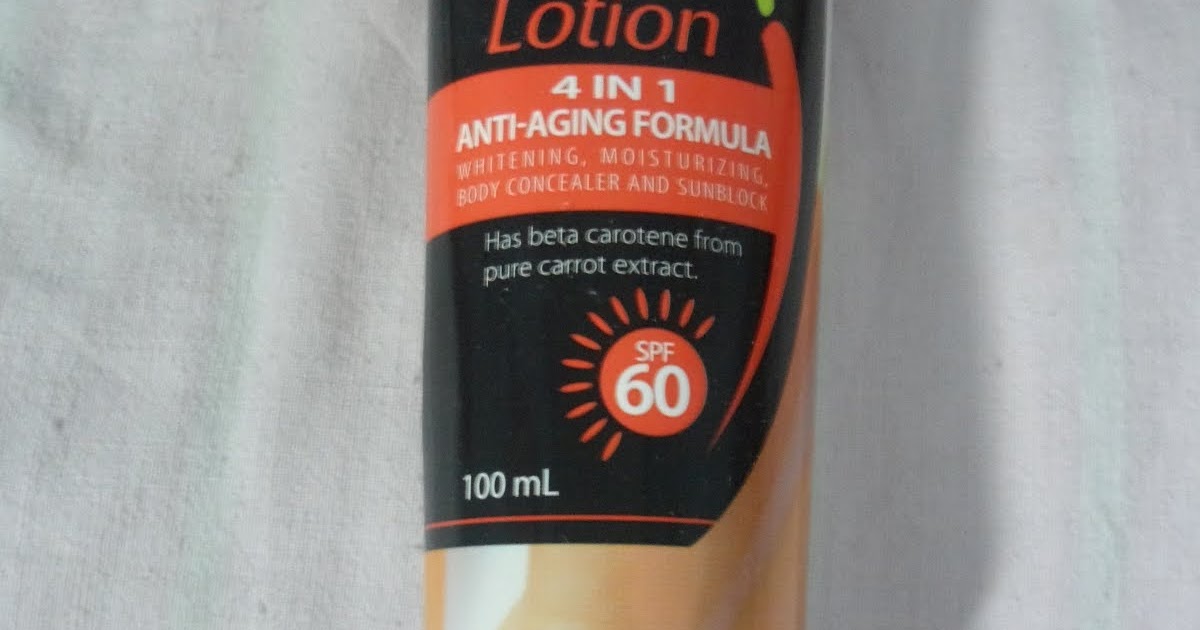 Lotion
4 IN 1
ANTI-AGING FORMULA
WHITENING, MOISTURIZING,
BODY CONCEALER AND SUNBLOCK
Has beta carotene from
pure carrot extract.
SPF
60
100 mL